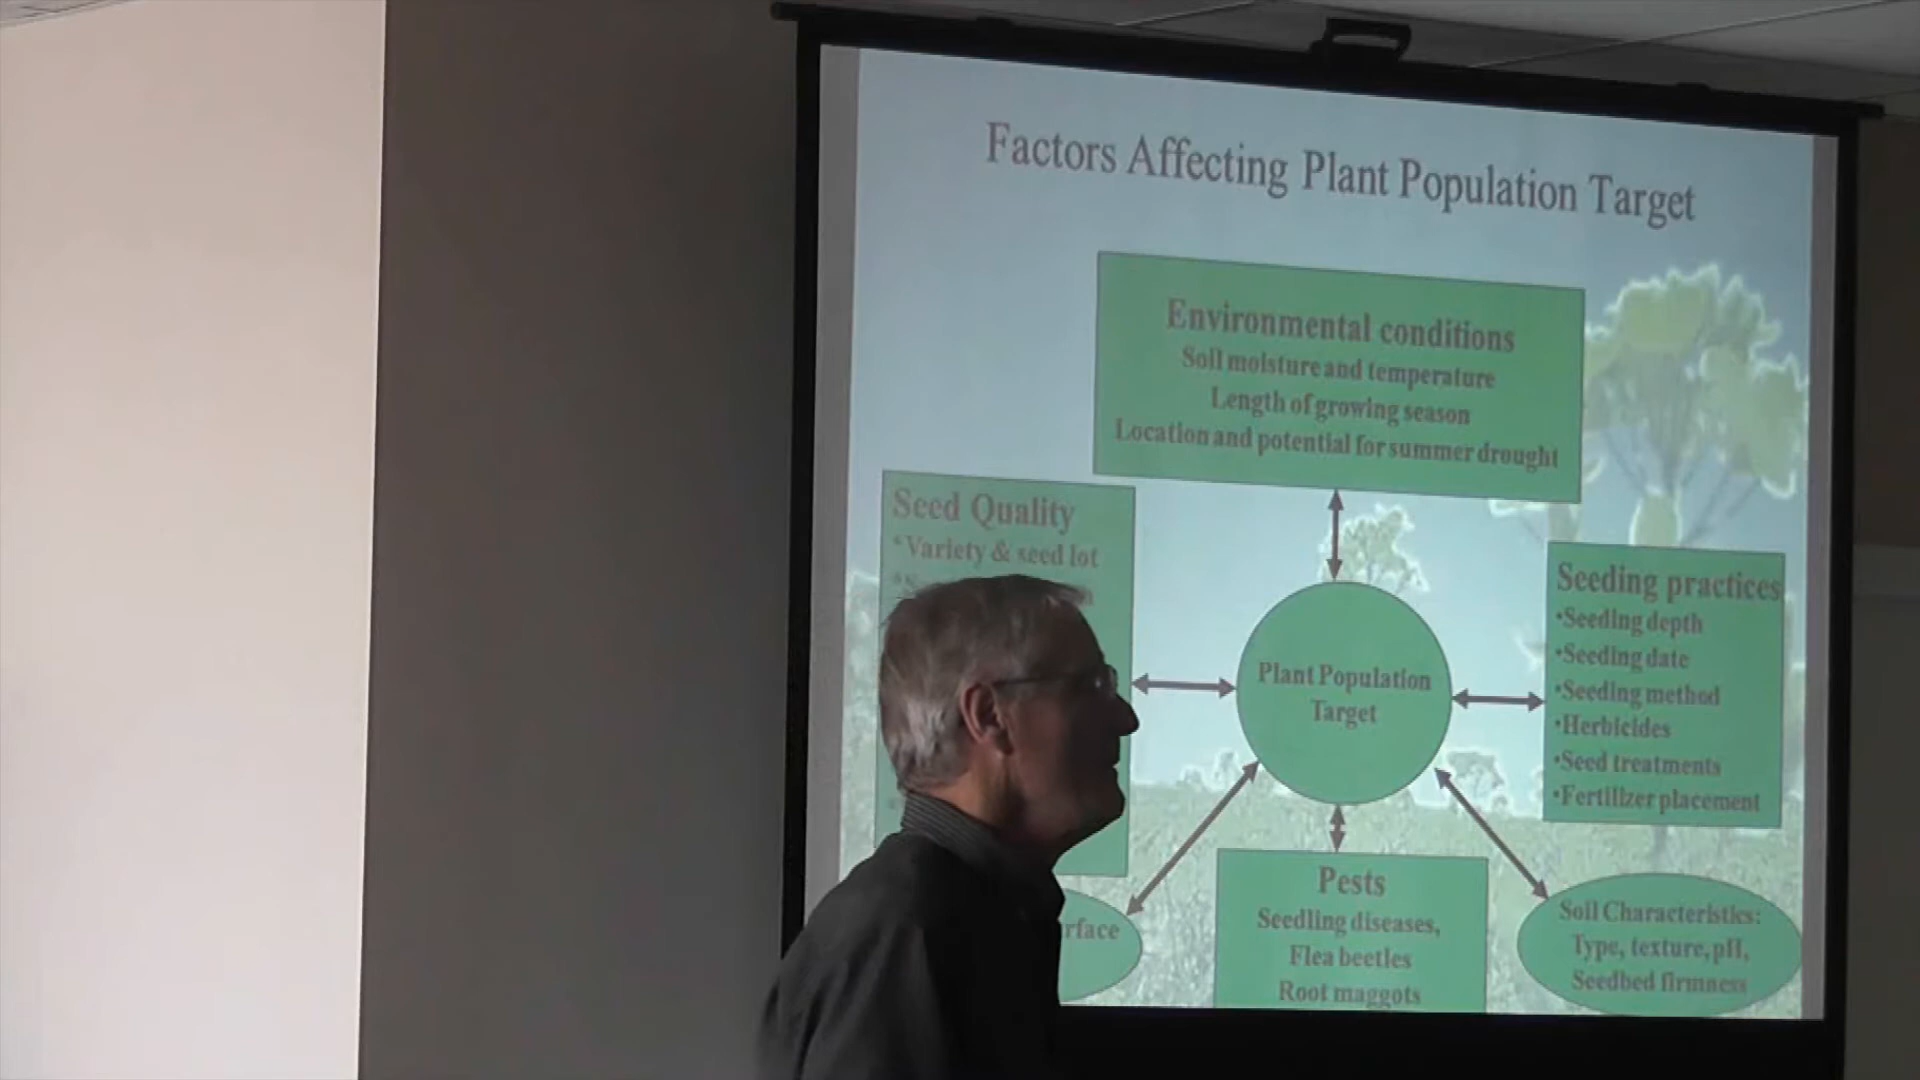 Factors Affecting Plant Population Target
Environmental conditions
Soil moisture and temperature
Length of growing season
Location and potential for summer drought
Seed Quality
*Variety & seed lot
Plant Population
Target
Seeding practices
•Seeding depth
•Seeding date
•Seeding method
•Herbicides
•Seed treatments
•Fertilizer placement
rface
Pests
Seedling diseases,
Flea beetles
Root maggots
Soil Characteristics:
Type, texture, pH,
Seedbed firmness